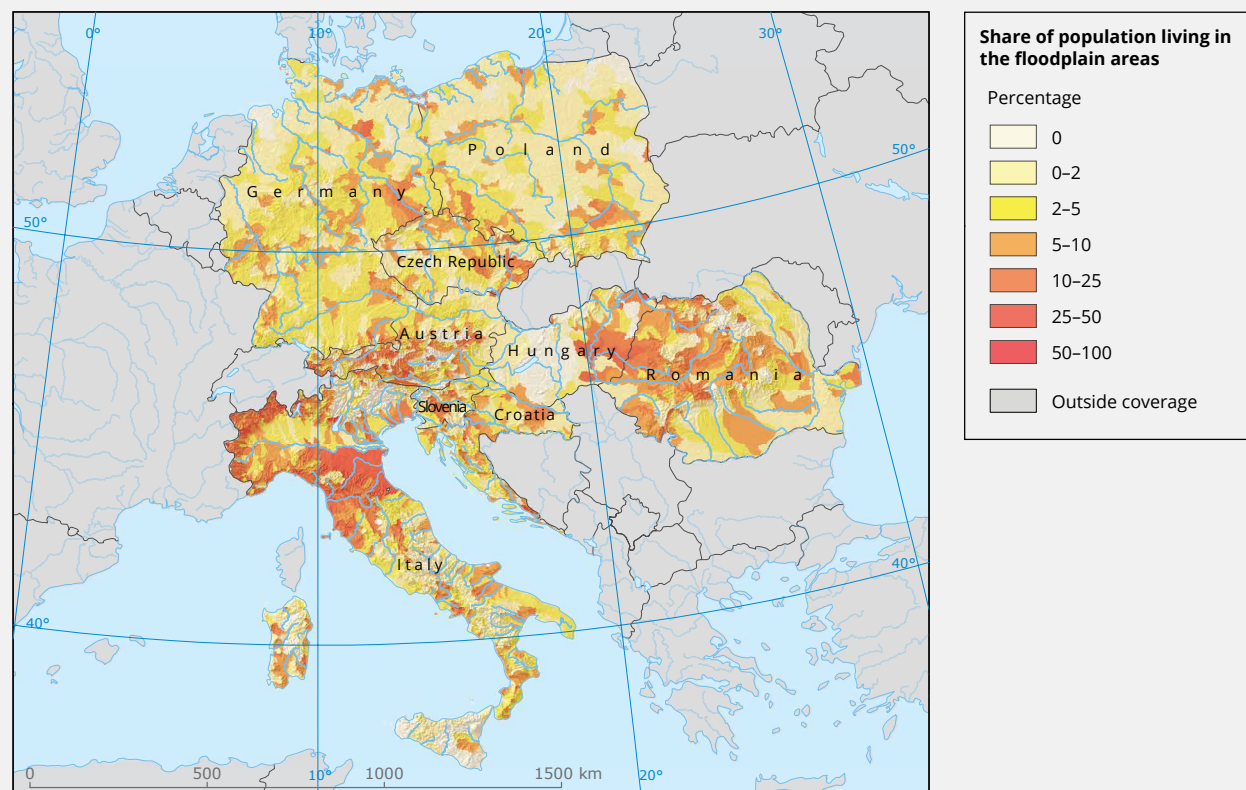 0°
10°
20°
30°
50°
Poland
Germany
50°
Czech Republic
Austria
Hungary
Romania
Slovenia
Croatia
Italy
40°
40°
0
500
10°
1000
1500 km
20°
Share of population living in
the floodplain areas
Percentage
0
0–2
2–5
5–10
10–25
25–50
50–100
Outside coverage